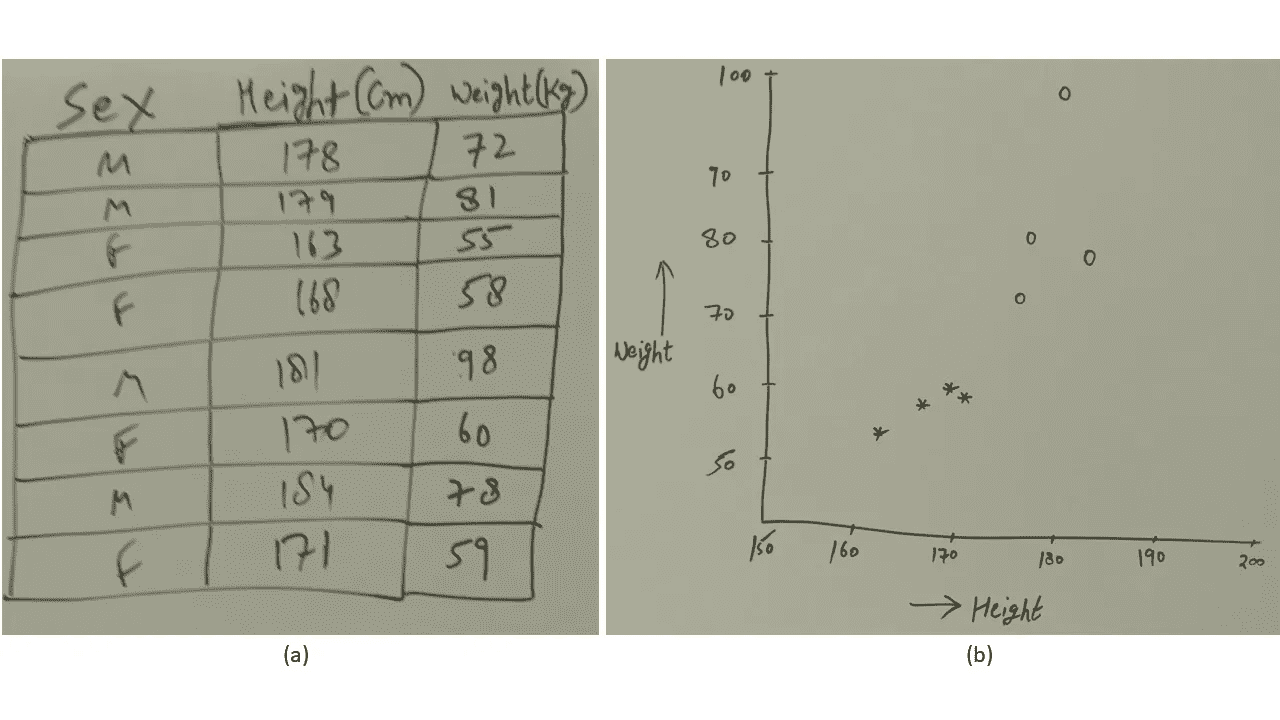 Sex Height(Cm) Weight(Kg)
M 178 72
M 179 81
F 163 55
F 168 58
M 181 98
F 170 60
M 184 78
F 171 59
(a)
100
90
80
70
Weight
60
50
150 160 170 180 190 200
Height
(b)